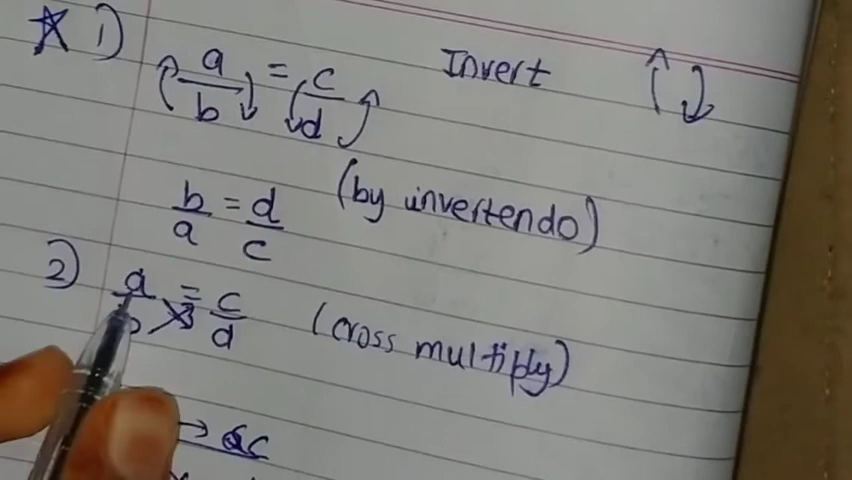 1) a/b = c/d Invert
b/a = d/c (by invertendo)
2) a/b = c/d (cross multiply)